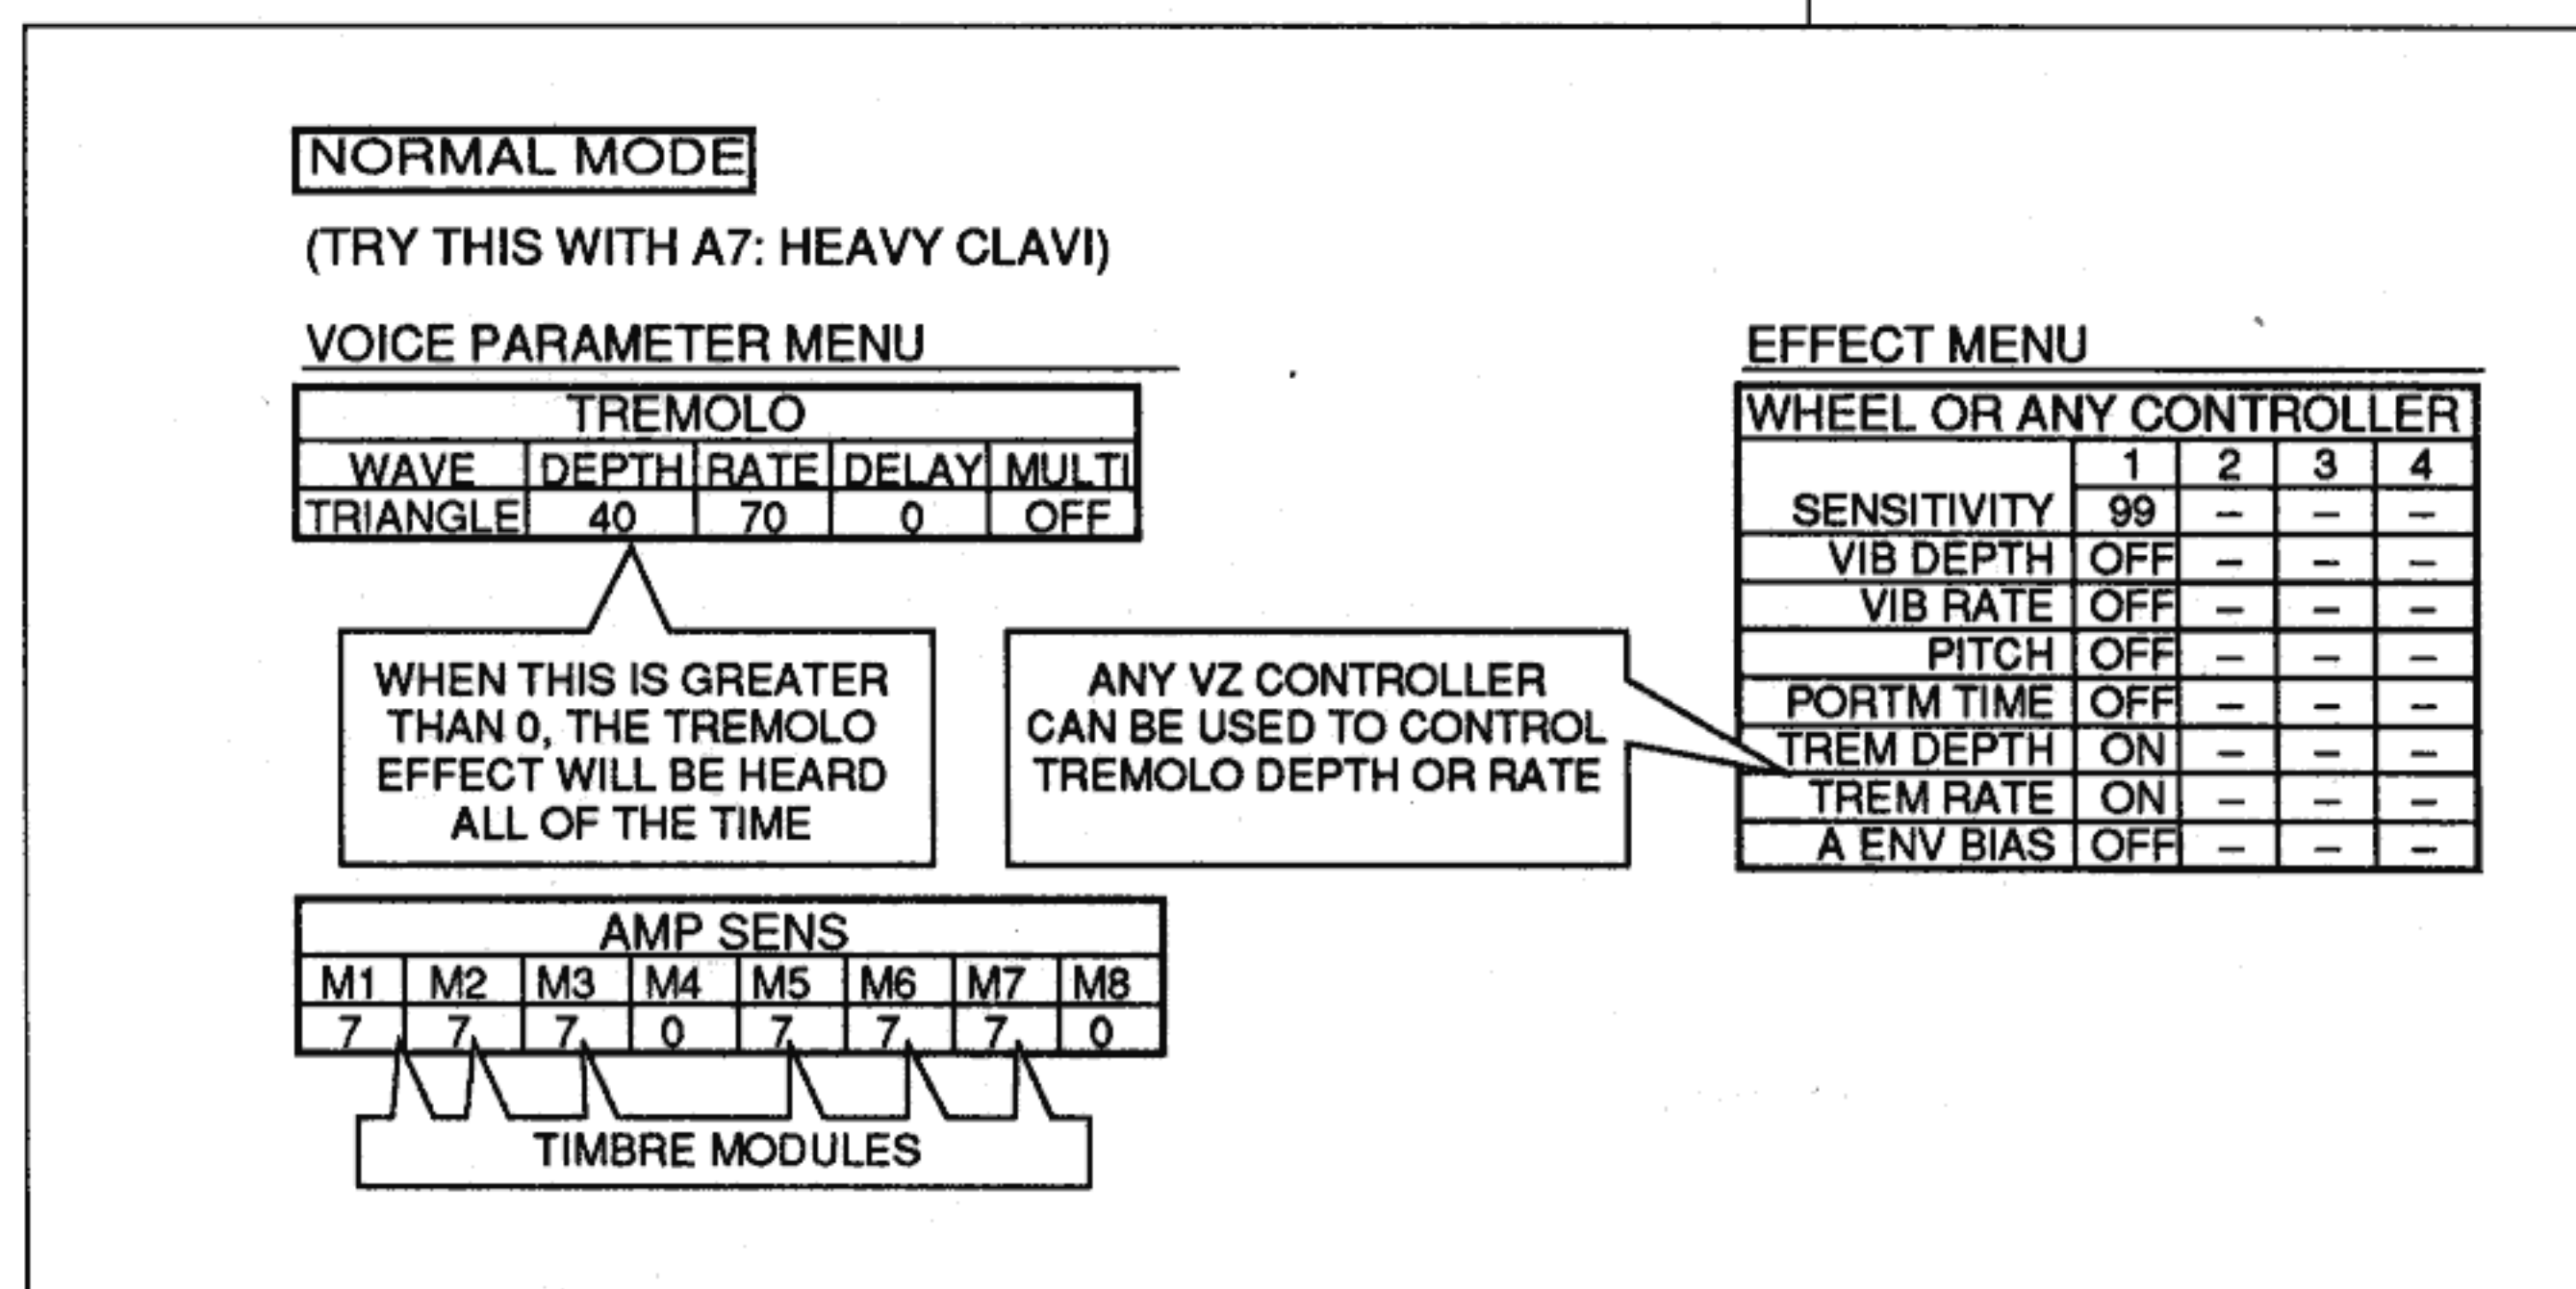 NORMAL MODE
(TRY THIS WITH A7: HEAVY CLAVI)
VOICE PARAMETER MENU
TREMOLO
WAVE DEPTH RATE DELAY MULTI
TRIANGLE 40 70 0 OFF
WHEN THIS IS GREATER
THAN 0, THE TREMOLO
EFFECT WILL BE HEARD
ALL OF THE TIME
ANY VZ CONTROLLER
CAN BE USED TO CONTROL
TREMOLO DEPTH OR RATE
EFFECT MENU
WHEEL OR ANY CONTROLLER
1 2 3 4
SENSITIVITY 99 – – –
VIB DEPTH OFF – – –
VIB RATE OFF – – –
PITCH OFF – – –
PORTM TIME OFF – – –
TREM DEPTH ON – – –
TREM RATE ON – – –
A ENV BIAS OFF – – –
AMP SENS
M1 M2 M3 M4 M5 M6 M7 M8
7 7 7 0 7 7 7 0
TIMBRE MODULES